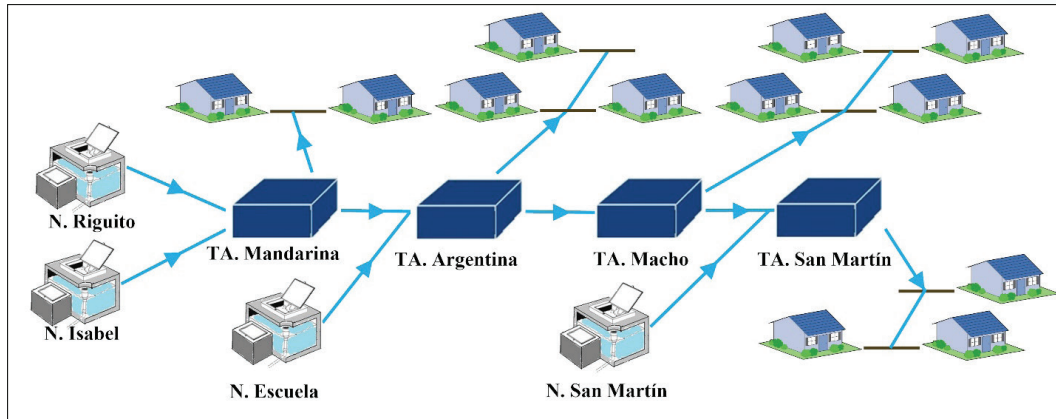 N. Riguito
TA. Mandarina
TA. Argentina
TA. Macho
TA. San Martín
N. Isabel
N. Escuela
N. San Martín